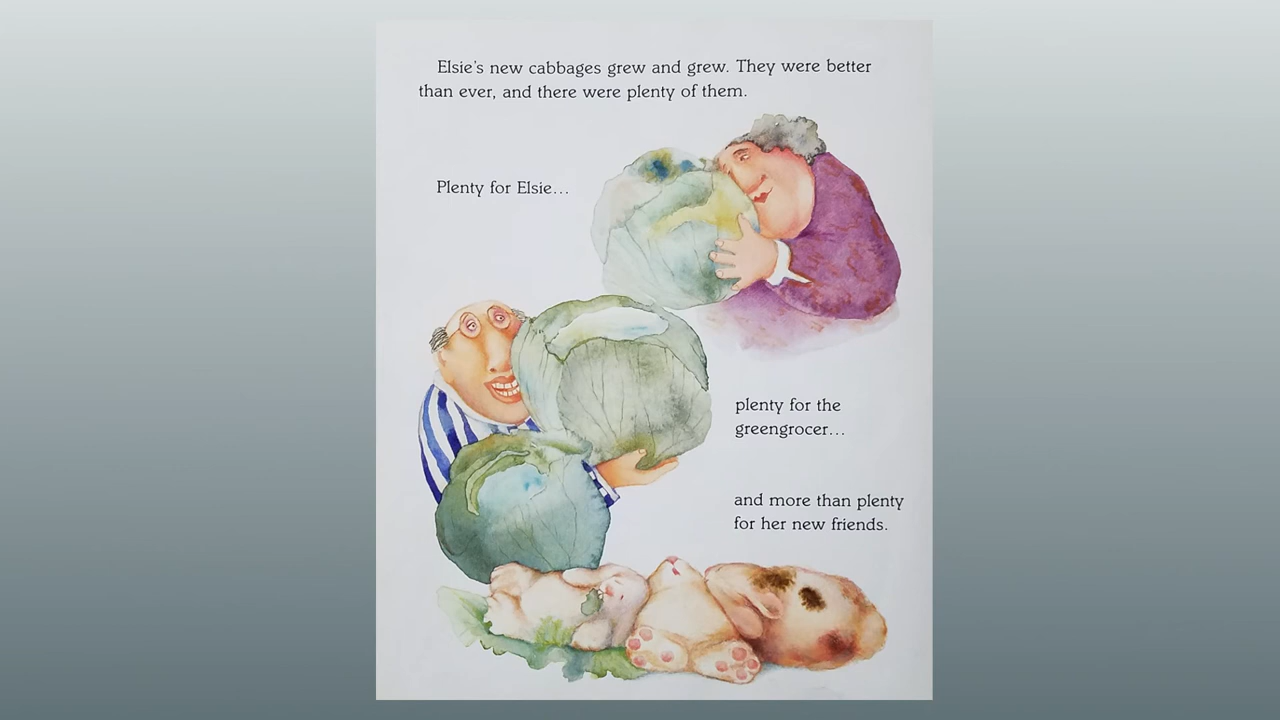 Elsie's new cabbages grew and grew. They were better
than ever, and there were plenty of them.
Plenty for Elsie...
plenty for the
greengrocer...
and more than plenty
for her new friends.